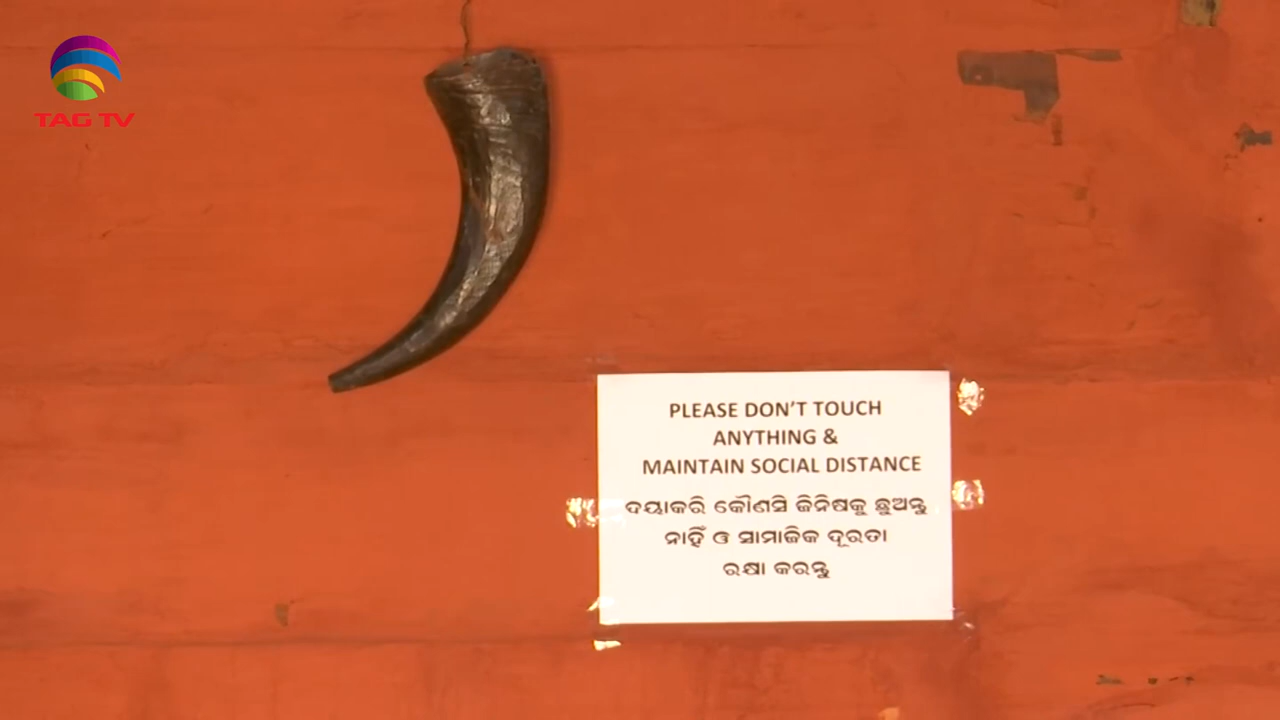 TAG TV
PLEASE DON'T TOUCH
ANYTHING &
MAINTAIN SOCIAL DISTANCE
ଦୟାକରି କୌଣସି ଜିନିଷକୁ ଛୁଅନ୍ତୁ
ନାହିଁ ଓ ସାମାଜିକ ଦୂରତା
ରକ୍ଷା କରନ୍ତୁ